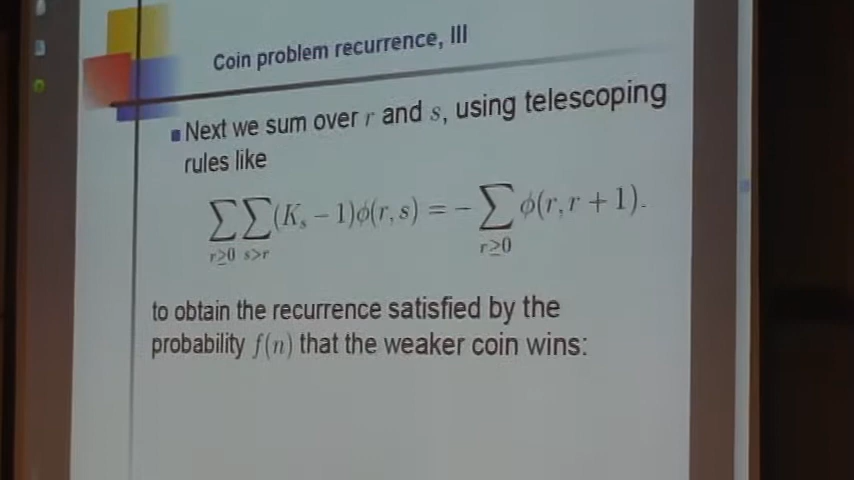 Coin problem recurrence, III
Next we sum over r and s, using telescoping
rules like
∑_{r≥0} ∑_{s>r} (K_s − 1)ϕ(r, s) = − ∑_{r≥0} ϕ(r, r + 1).
to obtain the recurrence satisfied by the
probability f(n) that the weaker coin wins: